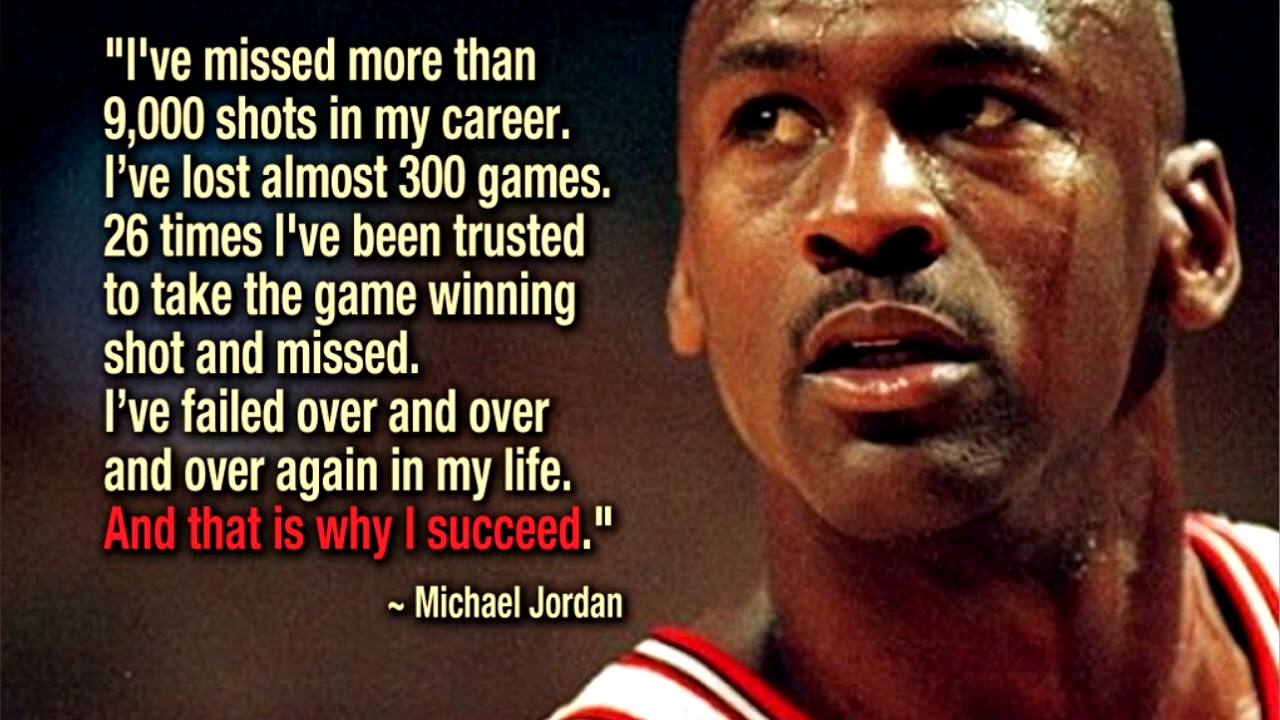 "I've missed more than
9,000 shots in my career.
I’ve lost almost 300 games.
26 times I've been trusted
to take the game winning
shot and missed.
I’ve failed over and over
and over again in my life.
And that is why I succeed."
~ Michael Jordan